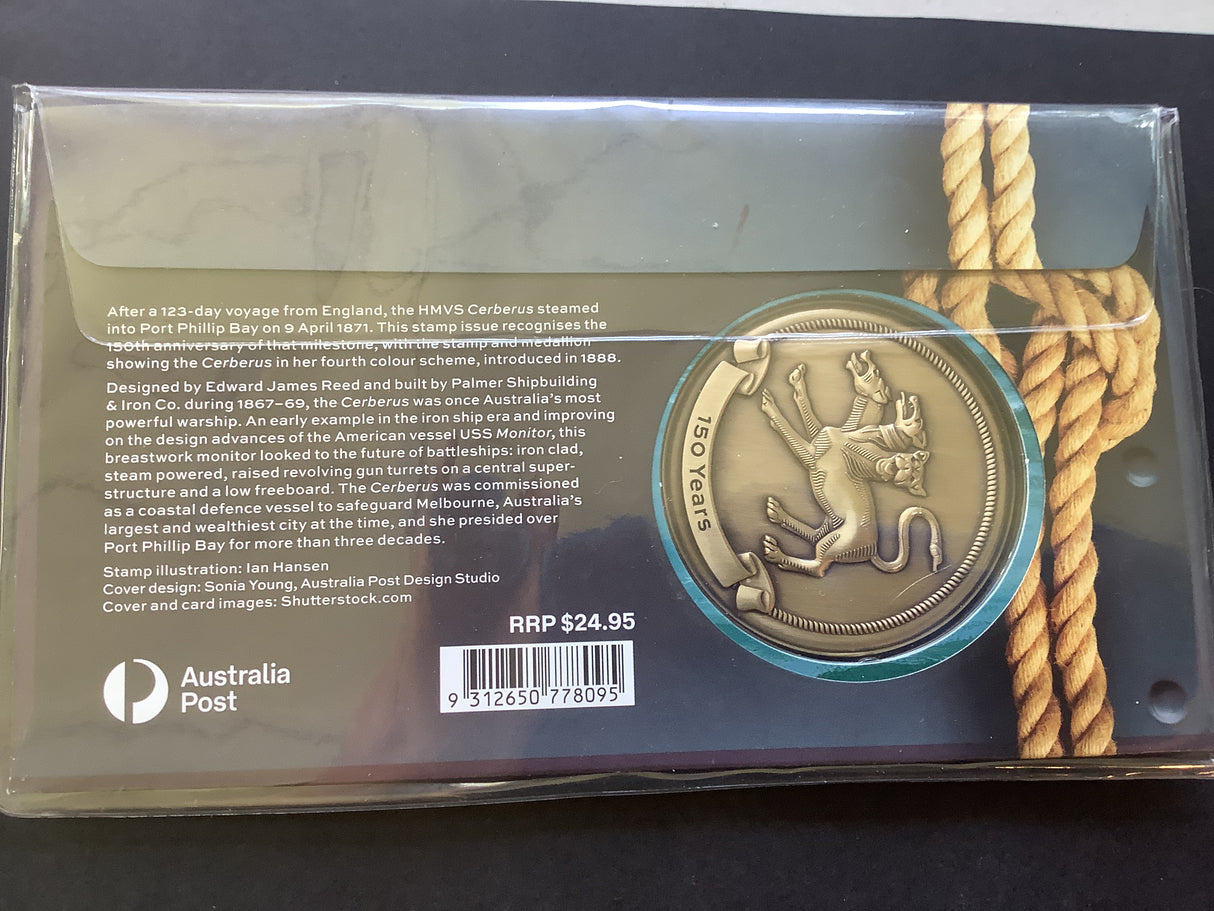 After a 123-day voyage from England, the HMVS Cerberus steamed
into Port Phillip Bay on 9 April 1871. This stamp issue recognises the
150th anniversary of that milestone, with the stamp and medallion
showing the Cerberus in her fourth colour scheme, introduced in 1888.
Designed by Edward James Reed and built by Palmer Shipbuilding
& Iron Co. during 1867–69, the Cerberus was once Australia's most
powerful warship. An early example in the iron ship era and improving
on the design advances of the American vessel USS Monitor, this
breastwork monitor looked to the future of battleships: iron clad,
steam powered, raised revolving gun turrets on a central super-
structure and a low freeboard. The Cerberus was commissioned
as a coastal defence vessel to safeguard Melbourne, Australia's
largest and wealthiest city at the time, and she presided over
Port Phillip Bay for more than three decades.
Stamp illustration: Ian Hansen
Cover design: Sonia Young, Australia Post Design Studio
Cover and card images: Shutterstock.com
RRP $24.95
9 312650 778095
Australia
Post
150 Years